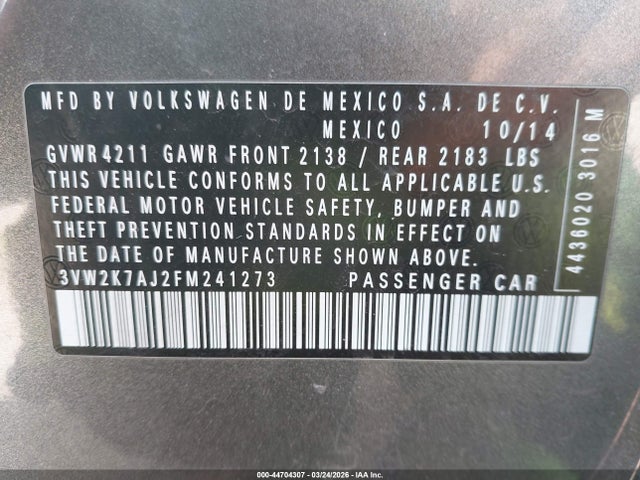 MFD BY VOLKSWAGEN DE MEXICO S.A. DE C.V.
MEXICO 10/14
GVWR 4211 GAWR FRONT 2138 / REAR 2183 LBS
THIS VEHICLE CONFORMS TO ALL APPLICABLE U.S.
FEDERAL MOTOR VEHICLE SAFETY, BUMPER AND
THEFT PREVENTION STANDARDS IN EFFECT ON
THE DATE OF MANUFACTURE SHOWN ABOVE.
3VW2K7AJ2FM241273 PASSENGER CAR
4436020 3016 M
000-44704307 - 03/24/2026 - IAA Inc.